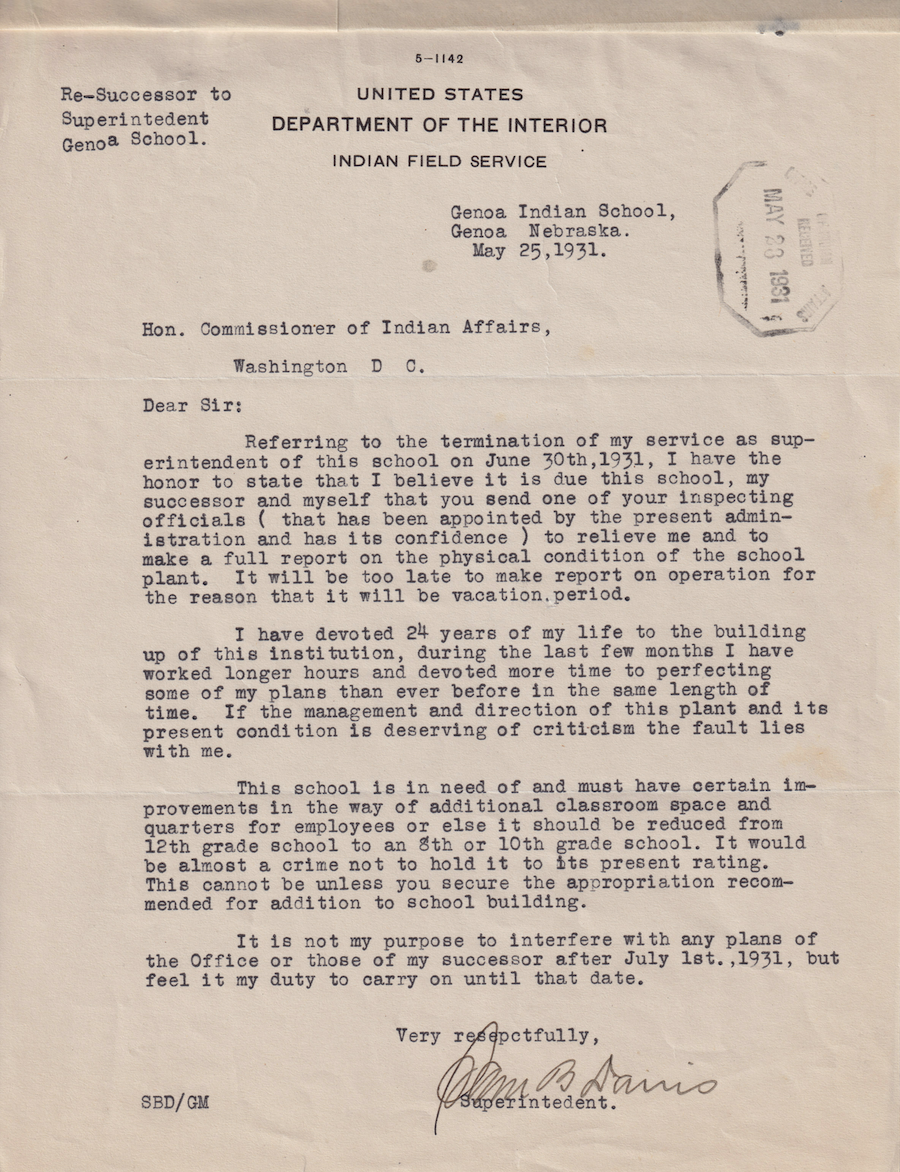 5-1142
Re-Successor to
Superintedent
Genoa School.
UNITED STATES
DEPARTMENT OF THE INTERIOR
INDIAN FIELD SERVICE
Genoa Indian School,
Genoa Nebraska.
May 25,1931.
RECEIVED
MAY 28 1931
Hon. Commissioner of Indian Affairs,
Washington D C.
Dear Sir:
Referring to the termination of my service as sup-
erintendent of this school on June 30th,1931, I have the
honor to state that I believe it is due this school, my
successor and myself that you send one of your inspecting
officials ( that has been appointed by the present admin-
istration and has its confidence ) to relieve me and to
make a full report on the physical condition of the school
plant. It will be too late to make report on operation for
the reason that it will be vacation.period.
I have devoted 24 years of my life to the building
up of this institution, during the last few months I have
worked longer hours and devoted more time to perfecting
some of my plans than ever before in the same length of
time. If the management and direction of this plant and its
present condition is deserving of criticism the fault lies
with me.
This school is in need of and must have certain im-
provements in the way of additional classroom space and
quarters for employees or else it should be reduced from
12th grade school to an 8th or 10th grade school. It would
be almost a crime not to hold it to its present rating.
This cannot be unless you secure the appropriation recom-
mended for addition to school building.
It is not my purpose to interfere with any plans of
the Office or those of my successor after July 1st.,1931, but
feel it my duty to carry on until that date.
Very resepctfully,
Sam B Davis
SBD/GM
Superintedent.